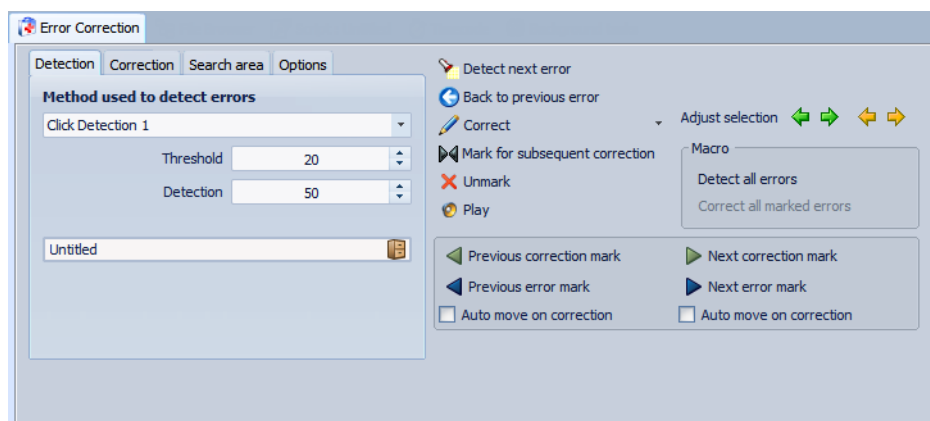 Error Correction
Detection Correction Search area Options
Method used to detect errors
Click Detection 1
Threshold 20
Detection 50
Untitled
Detect next error
Back to previous error
Correct
Mark for subsequent correction
Unmark
Play
Adjust selection
Macro
Detect all errors
Correct all marked errors
Previous correction mark Next correction mark
Previous error mark Next error mark
Auto move on correction Auto move on correction